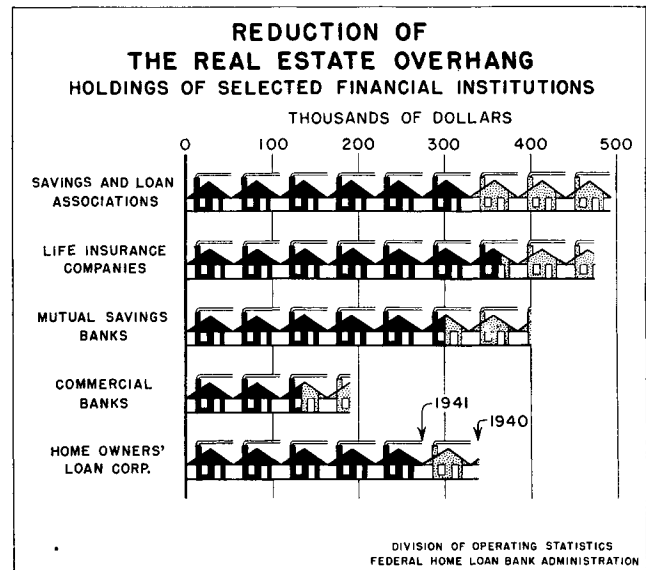 REDUCTION OF
THE REAL ESTATE OVERHANG
HOLDINGS OF SELECTED FINANCIAL INSTITUTIONS
THOUSANDS OF DOLLARS
0 100 200 300 400 500
SAVINGS AND LOAN
ASSOCIATIONS
LIFE INSURANCE
COMPANIES
MUTUAL SAVINGS
BANKS
COMMERCIAL
BANKS
1941
1940
HOME OWNERS'
LOAN CORP.
DIVISION OF OPERATING STATISTICS
FEDERAL HOME LOAN BANK ADMINISTRATION